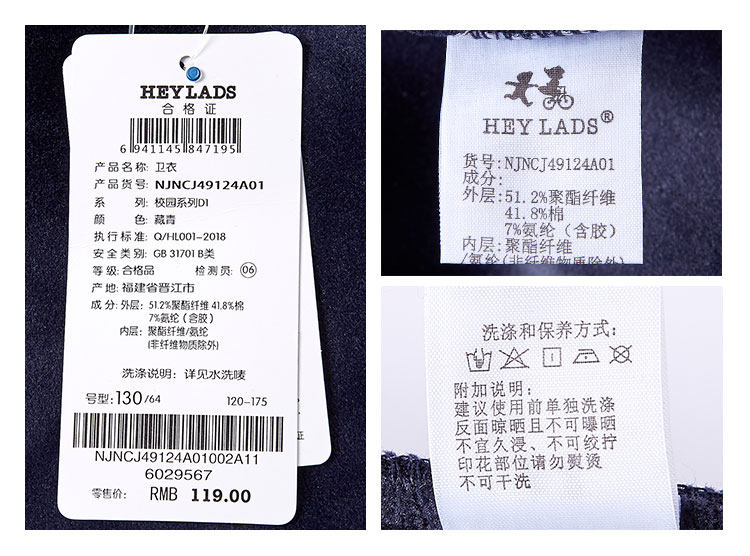 HEYLADS
合格证
6 941145 847195
产品名称: 卫衣
产品货号: NJNCJ49124A01
系 列: 校园系列D1
颜 色: 藏青
执行标准: Q/HL001-2018
安全类别: GB 31701 B类
等级: 合格品 检测员: 06
产 地: 福建省晋江市
成 分: 外层: 51.2%聚酯纤维 41.8%棉
7%氨纶 (含胶)
内层: 聚酯纤维/氨纶
(非纤维物质除外)
洗涤说明: 详见水洗唛
号型: 130/64 120-175
NJNCJ49124A01002A11
6029567
零售价: RMB 119.00
HEY LADS®
货号: NJNCJ49124A01
成分:
外层: 51.2%聚酯纤维
41.8%棉
7%氨纶 (含胶)
内层: 聚酯纤维
/氨纶(非纤维物质除外)
洗涤和保养方式:
附加说明:
建议使用前单独洗涤
反面晾晒且不可曝晒
不宜久浸、不可绞拧
印花部位请勿熨烫
不可干洗